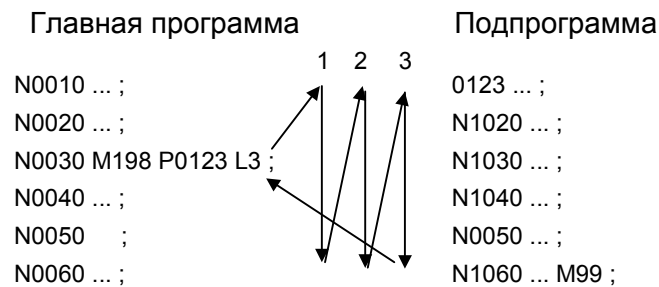 Главная программа Подпрограмма
1 2 3
N0010 ... ; 0123 ... ;
N0020 ... ; N1020 ... ;
N0030 M198 P0123 L3 ; N1030 ... ;
N0040 ... ; N1040 ... ;
N0050 ; N0050 ... ;
N0060 ... ; N1060 ... M99 ;